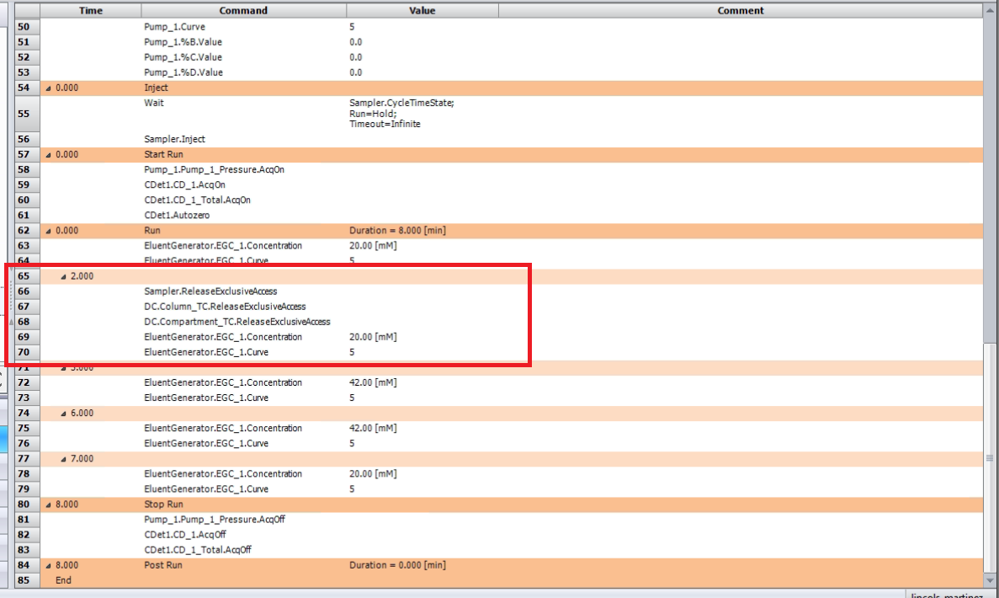 Time Command Value Comment
50 Pump_1.Curve 5
51 Pump_1.%B.Value 0.0
52 Pump_1.%C.Value 0.0
53 Pump_1.%D.Value 0.0
54 0.000 Inject
55 Wait Sampler.CycleTimeState;
Run=Hold;
Timeout=Infinite
56 Sampler.Inject
57 0.000 Start Run
58 Pump_1.Pump_1_Pressure.AcqOn
59 CDet1.CD_1.AcqOn
60 CDet1.CD_1_Total.AcqOn
61 CDet1.Autozero
62 0.000 Run Duration = 8.000 [min]
63 EluentGenerator.EGC_1.Concentration 20.00 [mM]
64 EluentGenerator.EGC_1.Curve 5
65 2.000
66 Sampler.ReleaseExclusiveAccess
67 DC.Column_TC.ReleaseExclusiveAccess
68 DC.Compartment_TC.ReleaseExclusiveAccess
69 EluentGenerator.EGC_1.Concentration 20.00 [mM]
70 EluentGenerator.EGC_1.Curve 5
71
72 EluentGenerator.EGC_1.Concentration 42.00 [mM]
73 EluentGenerator.EGC_1.Curve 5
74 6.000
75 EluentGenerator.EGC_1.Concentration 42.00 [mM]
76 EluentGenerator.EGC_1.Curve 5
77 7.000
78 EluentGenerator.EGC_1.Concentration 20.00 [mM]
79 EluentGenerator.EGC_1.Curve 5
80 8.000 Stop Run
81 Pump_1.Pump_1_Pressure.AcqOff
82 CDet1.CD_1.AcqOff
83 CDet1.CD_1_Total.AcqOff
84 8.000 Post Run Duration = 0.000 [min]
85 End